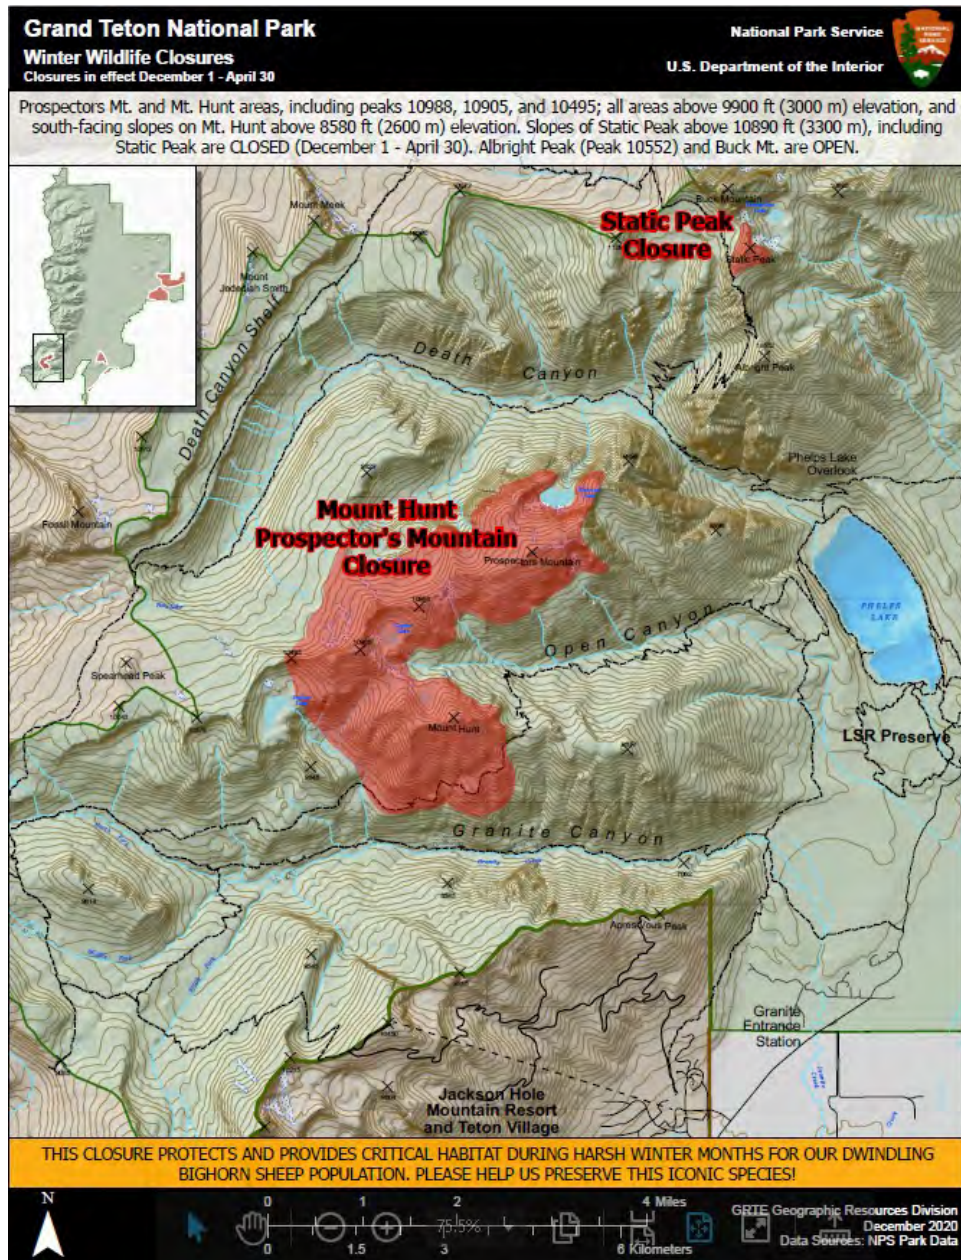 Grand Teton National Park
Winter Wildlife Closures
Closures in effect December 1 - April 30
National Park Service
U.S. Department of the Interior
NATIONAL
PARK
SERVICE
Prospectors Mt. and Mt. Hunt areas, including peaks 10988, 10905, and 10495; all areas above 9900 ft (3000 m) elevation, and
south-facing slopes on Mt. Hunt above 8580 ft (2600 m) elevation. Slopes of Static Peak above 10890 ft (3300 m), including
Static Peak are CLOSED (December 1 - April 30). Albright Peak (Peak 10552) and Buck Mt. are OPEN.
Buck Mountain
Mount Meek
Static Peak
Closure
Static Peak
Mount
Jedediah Smith
Death Canyon Shelf
Death Canyon
Albright Peak
Phelps Lake
Overlook
Fossil Mountain
Mount Hunt
Prospector's Mountain
Closure
Prospectors Mountain
PHELPS
LAKE
Open Canyon
Spearhead Peak
Mount Hunt
LSR Preserve
Granite Canyon
Apres Vous Peak
Granite
Entrance
Station
Jackson Hole
Mountain Resort
and Teton Village
THIS CLOSURE PROTECTS AND PROVIDES CRITICAL HABITAT DURING HARSH WINTER MONTHS FOR OUR DWINDLING
BIGHORN SHEEP POPULATION. PLEASE HELP US PRESERVE THIS ICONIC SPECIES!
N
0 1 2 4 Miles
75.5%
0 1.5 3 6 Kilometers
GRTE Geographic Resources Division
December 2020
Data Sources: NPS Park Data